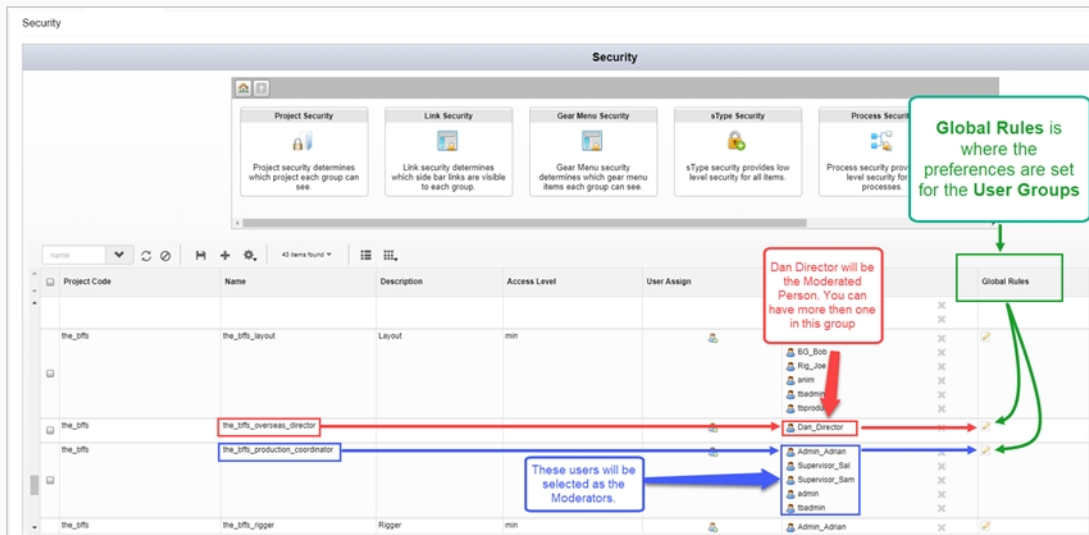 Security
Security
Project Security
Link Security
Gear Menu Security
sType Security
Process Securit
Project security determines
which project each group can
see.
Link security determines
which side bar links are visible
to each group.
Gear Menu security
determines which gear menu
items each group can see.
sType security provides low
level security for all items.
Process security provi
level security for
processes.
Global Rules is
where the
preferences are set
for the User Groups
name
43 items found
Project Code
Name
Description
Access Level
User Assign
Global Rules
Dan Director will be
the Moderated
Person. You can
have more then one
in this group
the_bffs
the_bffs_layout
Layout
min
BG_Bob
Rig_Joe
anim
tbadmin
tbprodu
the_bffs
the_bffs_overseas_director
Dan_Director
the_bffs
the_bffs_production_coordinator
Admin_Adrian
Supervisor_Sal
Supervisor_Sam
admin
tbadmin
These users will be
selected as the
Moderators.
the_bffs
the_bffs_rigger
Rigger
min
Admin_Adrian